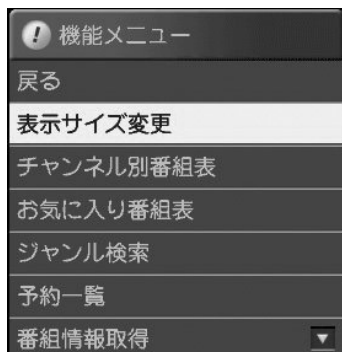 機能メニュー
戻る
表示サイズ変更
チャンネル別番組表
お気に入り番組表
ジャンル検索
予約一覧
番組情報取得